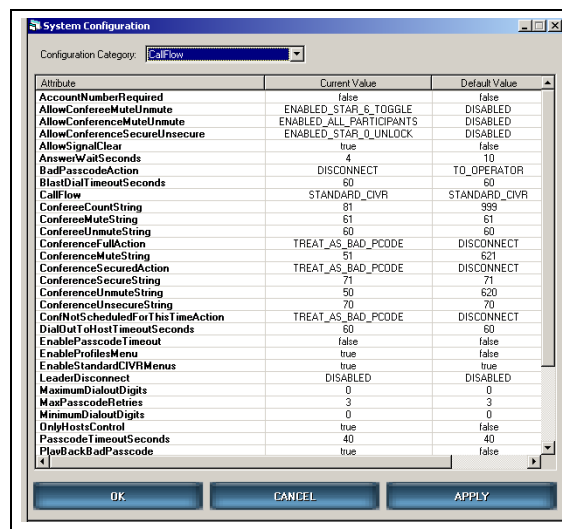 System Configuration
Configuration Category: CallFlow
Attribute Current Value Default Value
AccountNumberRequired false false
AllowConfereeMuteUnmute ENABLED_STAR_6_TOGGLE DISABLED
AllowConferenceMuteUnmute ENABLED_ALL_PARTICIPANTS DISABLED
AllowConferenceSecureUnsecure ENABLED_STAR_0_UNLOCK DISABLED
AllowSignalClear true false
AnswerWaitSeconds 4 10
BadPasscodeAction DISCONNECT TO_OPERATOR
BlastDialTimeoutSeconds 60 60
CallFlow STANDARD_CIVR STANDARD_CIVR
ConfereeCountString 81 999
ConfereeMuteString 61 61
ConfereeUnmuteString 60 60
ConferenceFullAction TREAT_AS_BAD_PCODE DISCONNECT
ConferenceMuteString 51 621
ConferenceSecuredAction TREAT_AS_BAD_PCODE DISCONNECT
ConferenceSecureString 71 71
ConferenceUnmuteString 50 620
ConferenceUnsecureString 70 70
ConfNotScheduledForThisTimeAction TREAT_AS_BAD_PCODE DISCONNECT
DialOutToHostTimeoutSeconds 60 60
EnablePasscodeTimeout false false
EnableProfilesMenu true false
EnableStandardCIVRMenus true true
LeaderDisconnect DISABLED DISABLED
MaximumDialoutDigits 0 0
MaxPasscodeRetries 3 3
MinimumDialoutDigits 0 0
OnlyHostsControl true false
PasscodeTimeoutSeconds 40 40
PlayBackBadPasscode true false
OK CANCEL APPLY